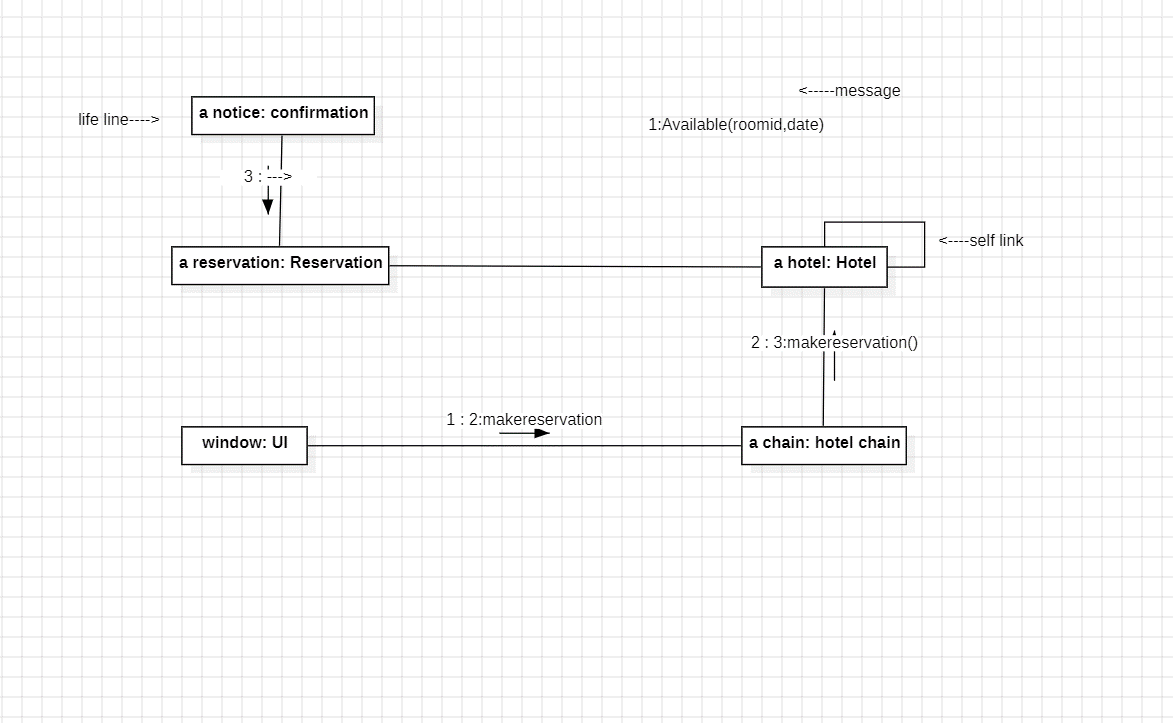 <-----message
a notice: confirmation
life line---->
1:Available(roomid,date)
3 : --->
<----self link
a reservation: Reservation
a hotel: Hotel
2 : 3:makereservation()
1 : 2:makereservation
window: UI
a chain: hotel chain